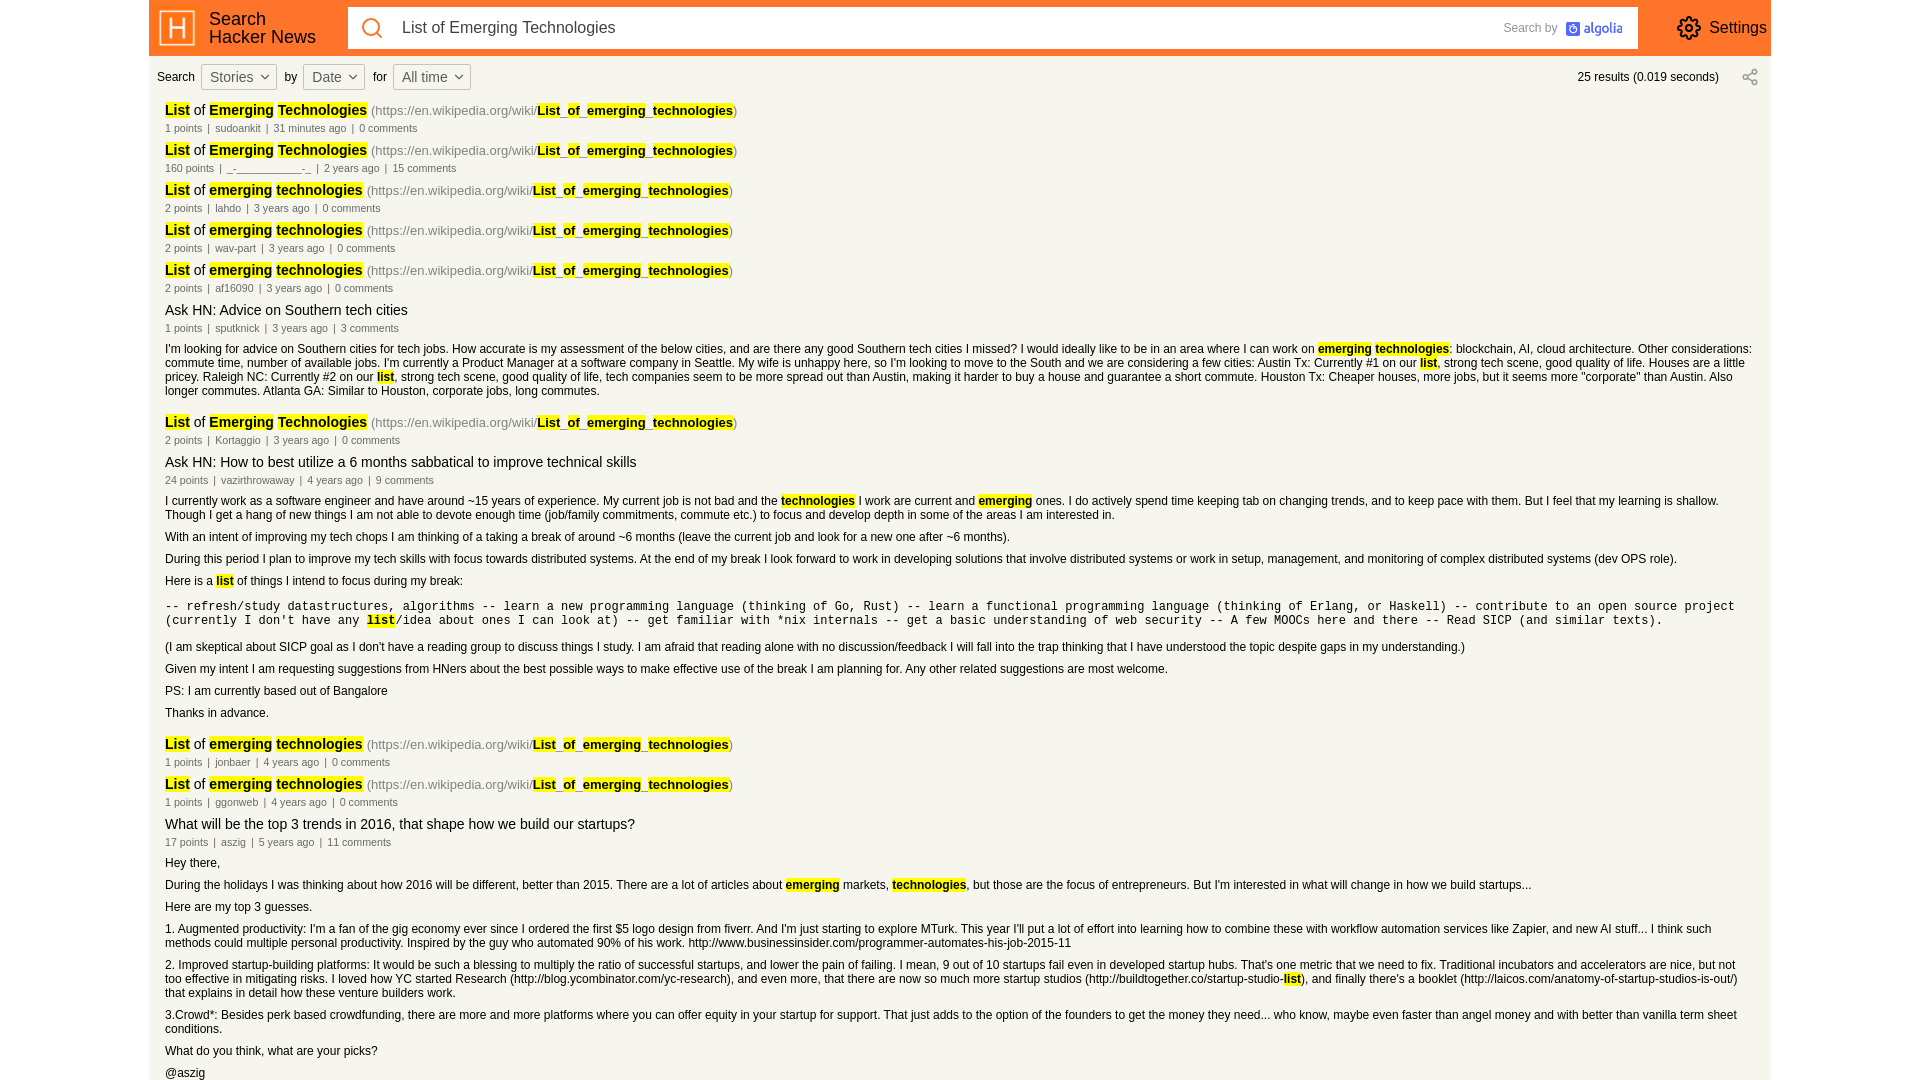 Search
Hacker News
List of Emerging Technologies
Search by algolia
Settings
Search Stories by Date for All time
25 results (0.019 seconds)
List of Emerging Technologies (https://en.wikipedia.org/wiki/List_of_emerging_technologies)
1 points | sudoankit | 31 minutes ago | 0 comments
List of Emerging Technologies (https://en.wikipedia.org/wiki/List_of_emerging_technologies)
160 points | _-___________-_ | 2 years ago | 15 comments
List of emerging technologies (https://en.wikipedia.org/wiki/List_of_emerging_technologies)
2 points | lahdo | 3 years ago | 0 comments
List of emerging technologies (https://en.wikipedia.org/wiki/List_of_emerging_technologies)
2 points | wav-part | 3 years ago | 0 comments
List of emerging technologies (https://en.wikipedia.org/wiki/List_of_emerging_technologies)
2 points | af16090 | 3 years ago | 0 comments
Ask HN: Advice on Southern tech cities
1 points | sputknick | 3 years ago | 3 comments
I'm looking for advice on Southern cities for tech jobs. How accurate is my assessment of the below cities, and are there any good Southern tech cities I missed? I would ideally like to be in an area where I can work on emerging technologies: blockchain, AI, cloud architecture. Other considerations:
commute time, number of available jobs. I'm currently a Product Manager at a software company in Seattle. My wife is unhappy here, so I'm looking to move to the South and we are considering a few cities: Austin Tx: Currently #1 on our list, strong tech scene, good quality of life. Houses are a little
pricey. Raleigh NC: Currently #2 on our list, strong tech scene, good quality of life, tech companies seem to be more spread out than Austin, making it harder to buy a house and guarantee a short commute. Houston Tx: Cheaper houses, more jobs, but it seems more "corporate" than Austin. Also
longer commutes. Atlanta GA: Similar to Houston, corporate jobs, long commutes.
List of Emerging Technologies (https://en.wikipedia.org/wiki/List_of_emerging_technologies)
2 points | Kortaggio | 3 years ago | 0 comments
Ask HN: How to best utilize a 6 months sabbatical to improve technical skills
24 points | vazirthrowaway | 4 years ago | 9 comments
I currently work as a software engineer and have around ~15 years of experience. My current job is not bad and the technologies I work are current and emerging ones. I do actively spend time keeping tab on changing trends, and to keep pace with them. But I feel that my learning is shallow.
Though I get a hang of new things I am not able to devote enough time (job/family commitments, commute etc.) to focus and develop depth in some of the areas I am interested in.
With an intent of improving my tech chops I am thinking of a taking a break of around ~6 months (leave the current job and look for a new one after ~6 months).
During this period I plan to improve my tech skills with focus towards distributed systems. At the end of my break I look forward to work in developing solutions that involve distributed systems or work in setup, management, and monitoring of complex distributed systems (dev OPS role).
Here is a list of things I intend to focus during my break:
-- refresh/study datastructures, algorithms -- learn a new programming language (thinking of Go, Rust) -- learn a functional programming language (thinking of Erlang, or Haskell) -- contribute to an open source project
(currently I don't have any list/idea about ones I can look at) -- get familiar with *nix internals -- get a basic understanding of web security -- A few MOOCs here and there -- Read SICP (and similar texts).
(I am skeptical about SICP goal as I don't have a reading group to discuss things I study. I am afraid that reading alone with no discussion/feedback I will fall into the trap thinking that I have understood the topic despite gaps in my understanding.)
Given my intent I am requesting suggestions from HNers about the best possible ways to make effective use of the break I am planning for. Any other related suggestions are most welcome.
PS: I am currently based out of Bangalore
Thanks in advance.
List of emerging technologies (https://en.wikipedia.org/wiki/List_of_emerging_technologies)
1 points | jonbaer | 4 years ago | 0 comments
List of emerging technologies (https://en.wikipedia.org/wiki/List_of_emerging_technologies)
1 points | ggonweb | 4 years ago | 0 comments
What will be the top 3 trends in 2016, that shape how we build our startups?
17 points | aszig | 5 years ago | 11 comments
Hey there,
During the holidays I was thinking about how 2016 will be different, better than 2015. There are a lot of articles about emerging markets, technologies, but those are the focus of entrepreneurs. But I'm interested in what will change in how we build startups...
Here are my top 3 guesses.
1. Augmented productivity: I'm a fan of the gig economy ever since I ordered the first $5 logo design from fiverr. And I'm just starting to explore MTurk. This year I'll put a lot of effort into learning how to combine these with workflow automation services like Zapier, and new AI stuff... I think such
methods could multiple personal productivity. Inspired by the guy who automated 90% of his work. http://www.businessinsider.com/programmer-automates-his-job-2015-11
2. Improved startup-building platforms: It would be such a blessing to multiply the ratio of successful startups, and lower the pain of failing. I mean, 9 out of 10 startups fail even in developed startup hubs. That's one metric that we need to fix. Traditional incubators and accelerators are nice, but not
too effective in mitigating risks. I loved how YC started Research (http://blog.ycombinator.com/yc-research), and even more, that there are now so much more startup studios (http://buildtogether.co/startup-studio-list), and finally there's a booklet (http://laicos.com/anatomy-of-startup-studios-is-out/)
that explains in detail how these venture builders work.
3.Crowd*: Besides perk based crowdfunding, there are more and more platforms where you can offer equity in your startup for support. That just adds to the option of the founders to get the money they need... who know, maybe even faster than angel money and with better than vanilla term sheet
conditions.
What do you think, what are your picks?
@aszig